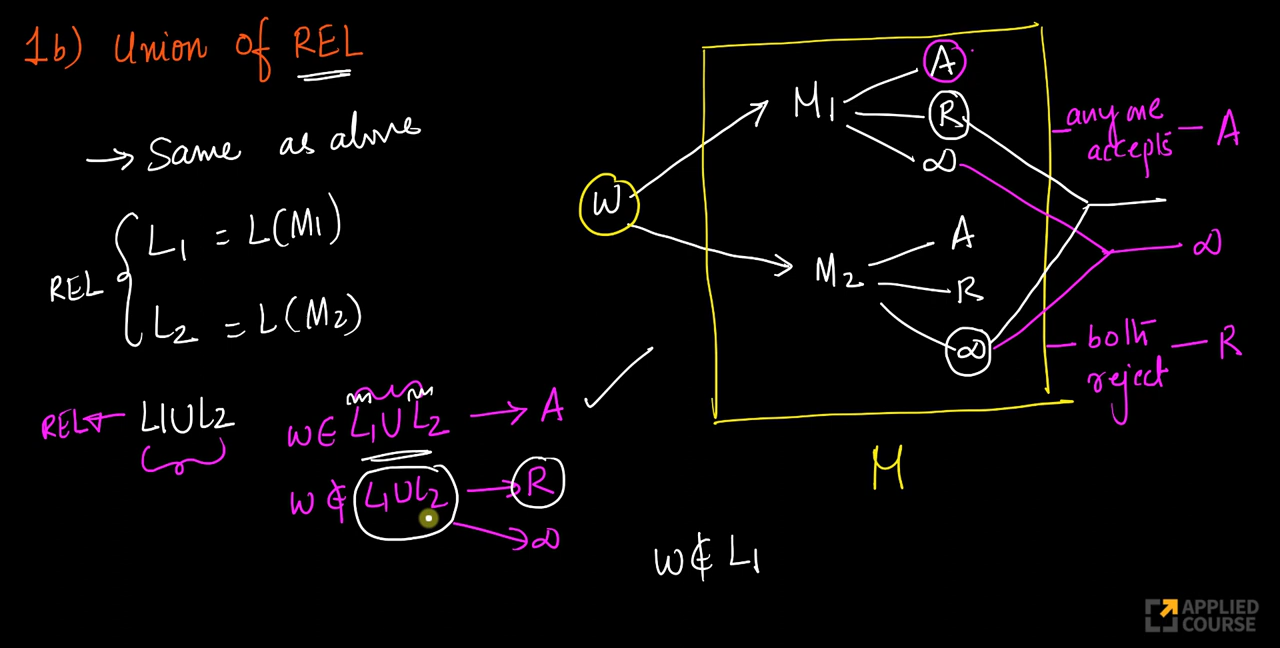 1b) Union of REL
→ Same as above
REL { L1 = L(M1)
L2 = L(M2)
REL ← L1UL2
W ∈ L1UL2 → A ✓
W ∉ L1UL2 → R
→ ∞
W ∉ L1
W
M1
A
R
∞
M2
A
R
∞
M
any one accepts - A
∞
both reject - R
APPLIED
COURSE